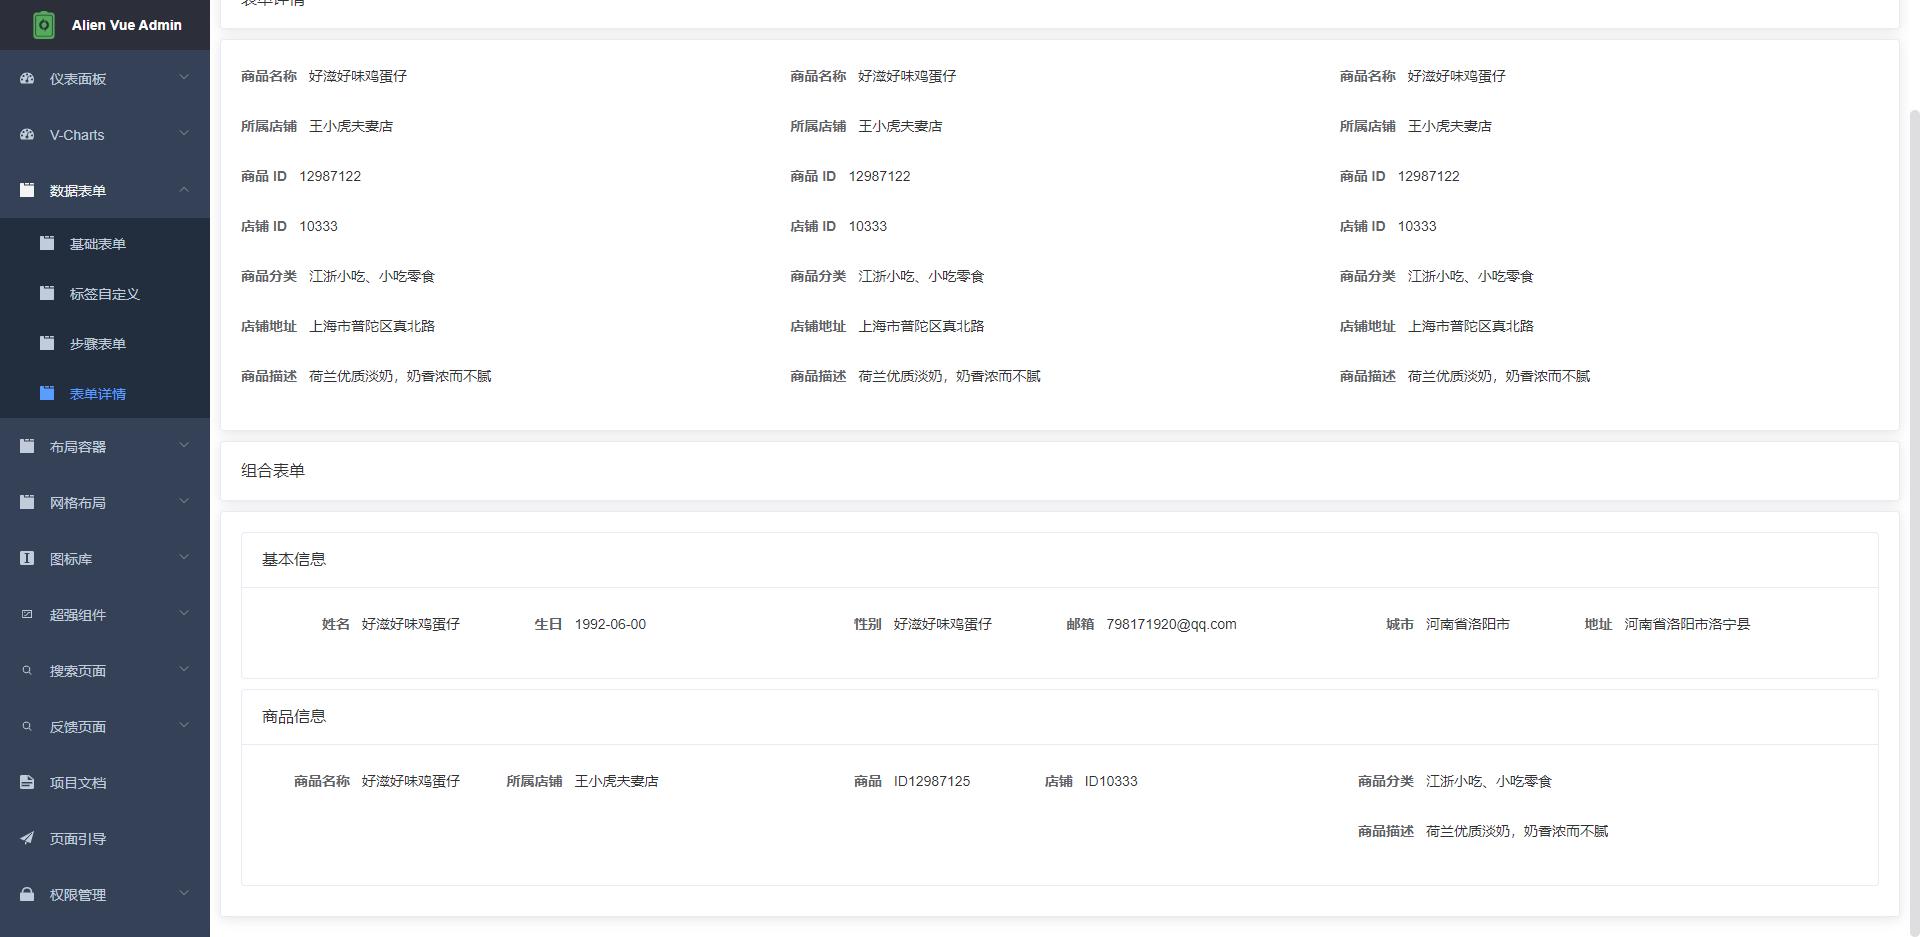 Alien Vue Admin
仪表面板
V-Charts
数据表单
基础表单
标签自定义
步骤表单
表单详情
布局容器
网格布局
图标库
超强组件
搜索页面
反馈页面
项目文档
页面引导
权限管理
表单详情
商品名称 好滋好味鸡蛋仔 商品名称 好滋好味鸡蛋仔 商品名称 好滋好味鸡蛋仔
所属店铺 王小虎夫妻店 所属店铺 王小虎夫妻店 所属店铺 王小虎夫妻店
商品 ID 12987122 商品 ID 12987122 商品 ID 12987122
店铺 ID 10333 店铺 ID 10333 店铺 ID 10333
商品分类 江浙小吃、小吃零食 商品分类 江浙小吃、小吃零食 商品分类 江浙小吃、小吃零食
店铺地址 上海市普陀区真北路 店铺地址 上海市普陀区真北路 店铺地址 上海市普陀区真北路
商品描述 荷兰优质淡奶，奶香浓而不腻 商品描述 荷兰优质淡奶，奶香浓而不腻 商品描述 荷兰优质淡奶，奶香浓而不腻
组合表单
基本信息
姓名 好滋好味鸡蛋仔 生日 1992-06-00 性别 好滋好味鸡蛋仔 邮箱 798171920@qq.com 城市 河南省洛阳市 地址 河南省洛阳市洛宁县
商品信息
商品名称 好滋好味鸡蛋仔 所属店铺 王小虎夫妻店 商品 ID12987125 店铺 ID10333 商品分类 江浙小吃、小吃零食
商品描述 荷兰优质淡奶，奶香浓而不腻